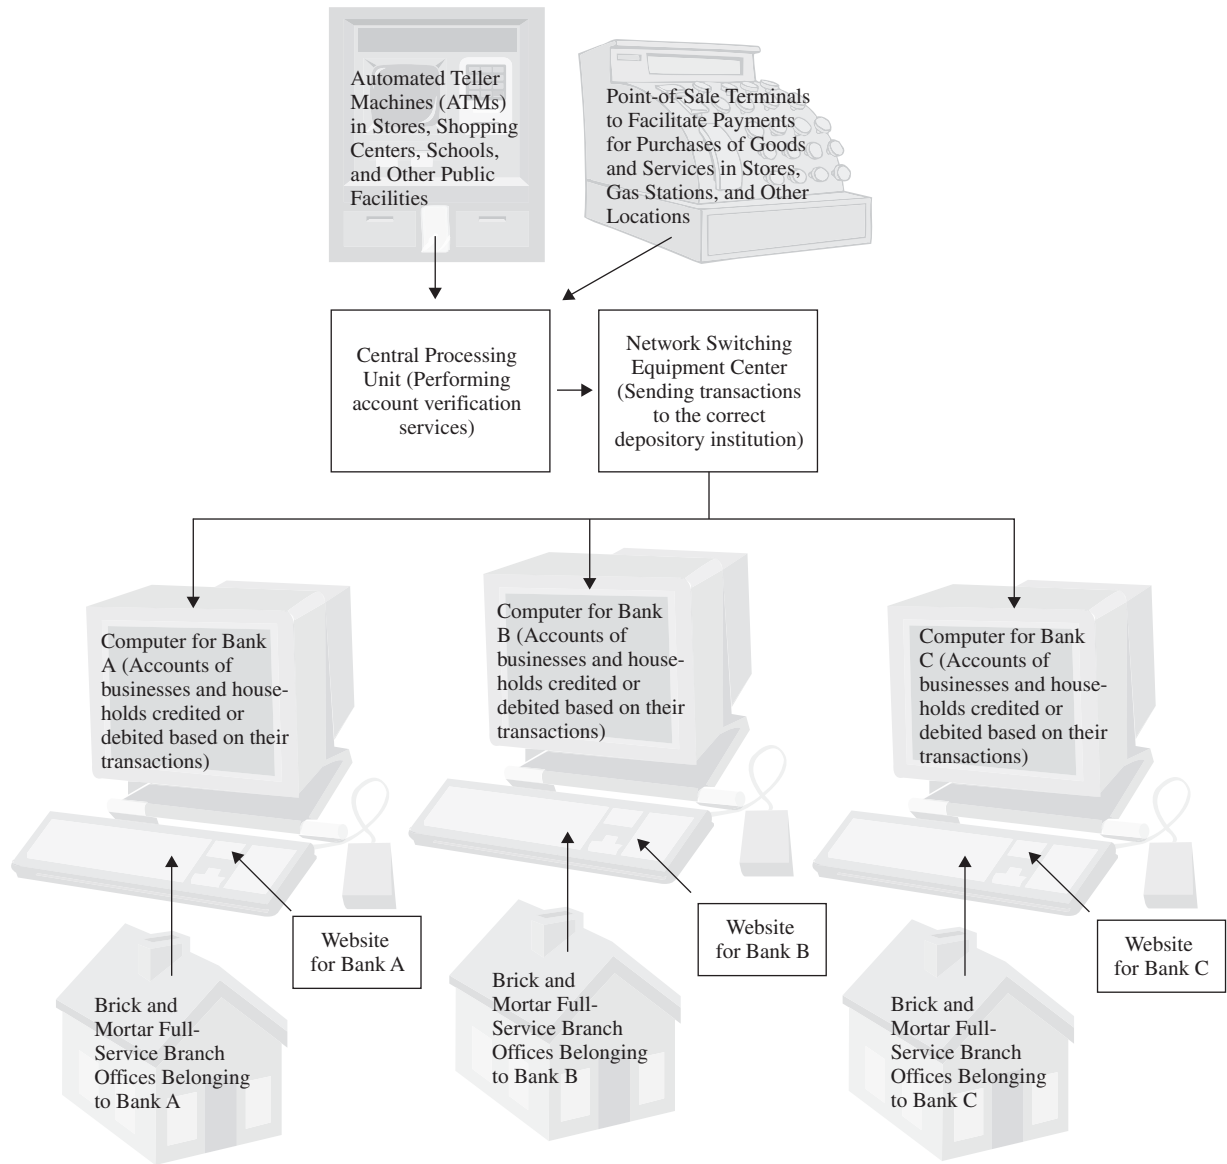 Automated Teller
Machines (ATMs)
in Stores, Shopping
Centers, Schools,
and Other Public
Facilities
Point-of-Sale Terminals
to Facilitate Payments
for Purchases of Goods
and Services in Stores,
Gas Stations, and Other
Locations
Central Processing
Unit (Performing
account verification
services)
Network Switching
Equipment Center
(Sending transactions
to the correct
depository institution)
Computer for Bank
A (Accounts of
businesses and house-
holds credited or
debited based on their
transactions)
Computer for Bank
B (Accounts of
businesses and house-
holds credited or
debited based on their
transactions)
Computer for Bank
C (Accounts of
businesses and house-
holds credited or
debited based on their
transactions)
Website
for Bank A
Website
for Bank B
Website
for Bank C
Brick and
Mortar Full-
Service Branch
Offices Belonging
to Bank A
Brick and
Mortar Full-
Service Branch
Offices Belonging
to Bank B
Brick and
Mortar Full-
Service Branch
Offices Belonging
to Bank C